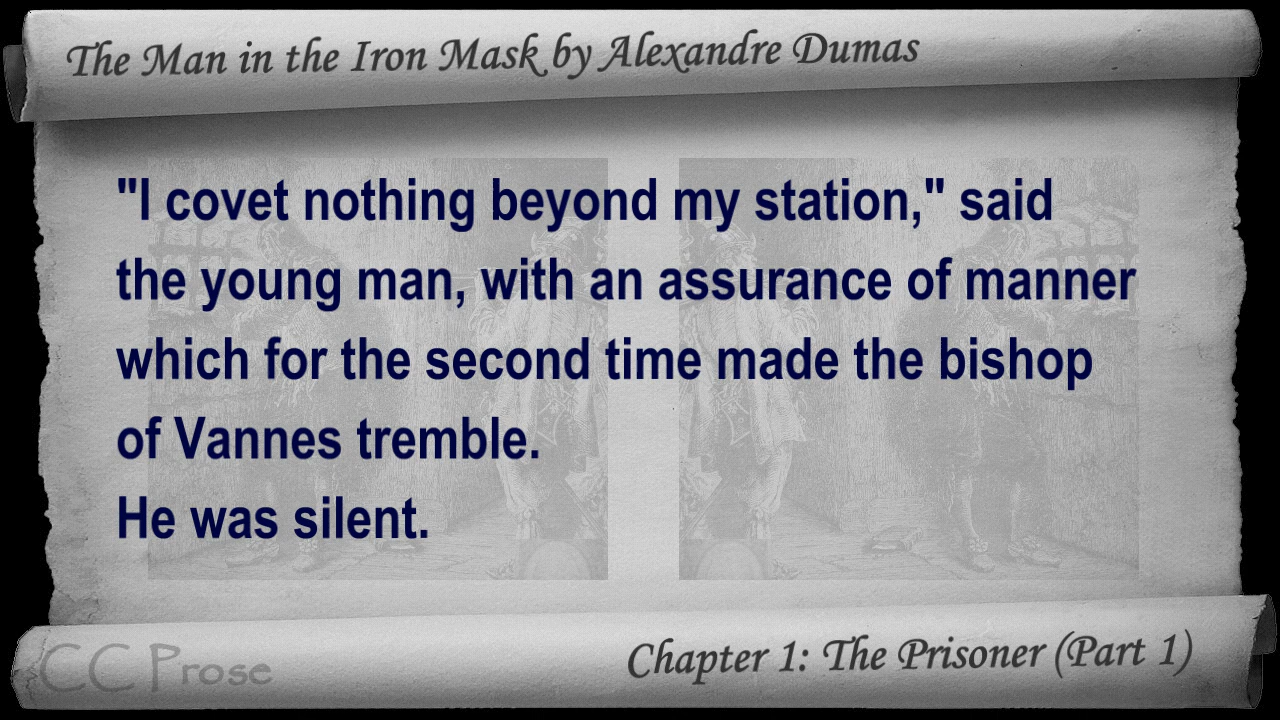 The Man in the Iron Mask by Alexandre Dumas
"I covet nothing beyond my station," said
the young man, with an assurance of manner
which for the second time made the bishop
of Vannes tremble.
He was silent.
CC Prose
Chapter 1: The Prisoner (Part 1)